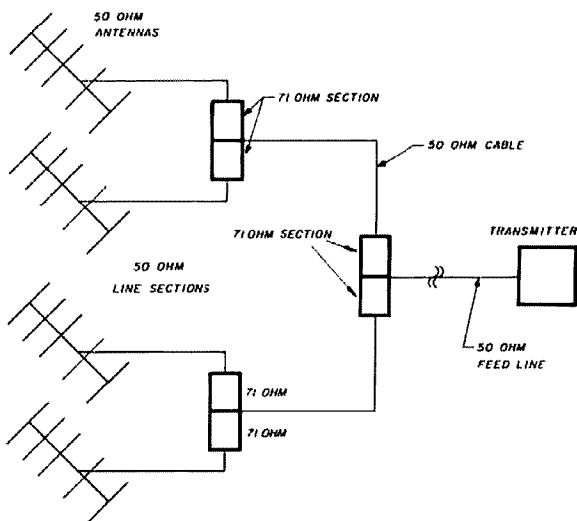 50 OHM
ANTENNAS
71 OHM SECTION
50 OHM CABLE
71 OHM SECTION
TRANSMITTER
50 OHM
LINE SECTIONS
50 OHM
FEED LINE
71 OHM
71 OHM